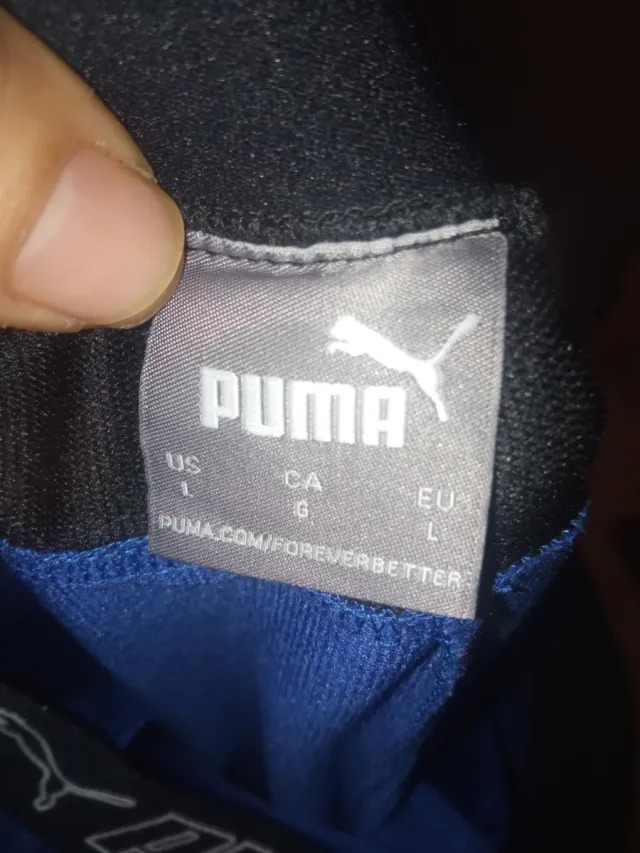 PUMA
US CA EU
L G L
PUMA.COM/FOREVERBETTER